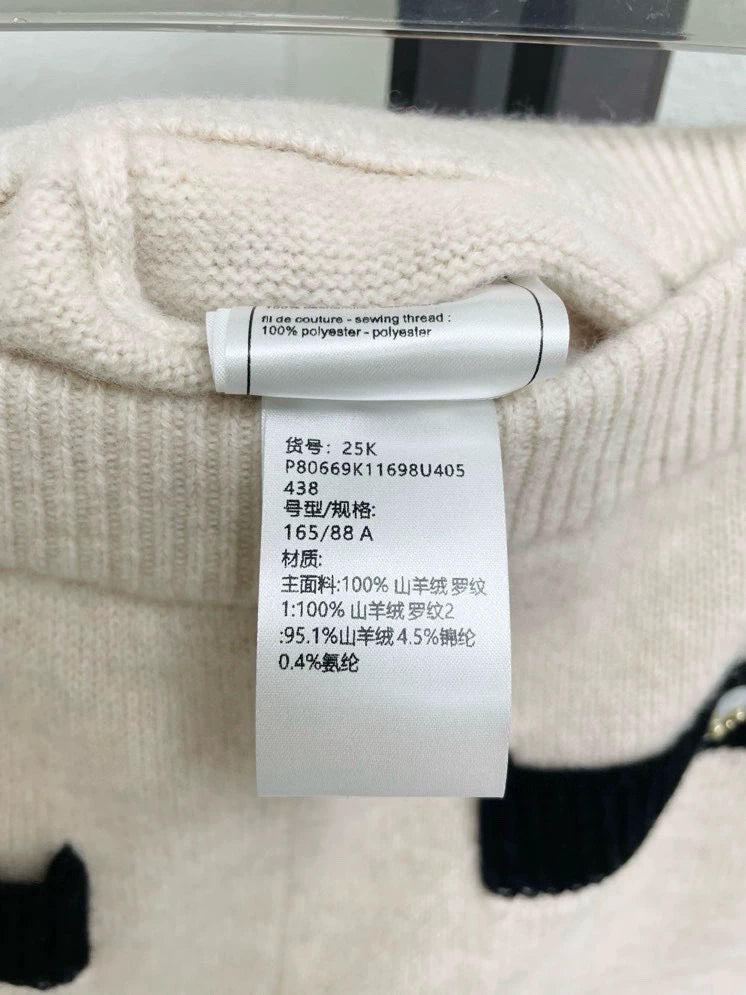 fil de couture - sewing thread :
100% polyester - polyester
货号: 25K
P80669K11698U405
438
号型/规格:
165/88 A
材质:
主面料:100% 山羊绒 罗纹
1:100% 山羊绒 罗纹2
:95.1%山羊绒 4.5%锦纶
0.4%氨纶